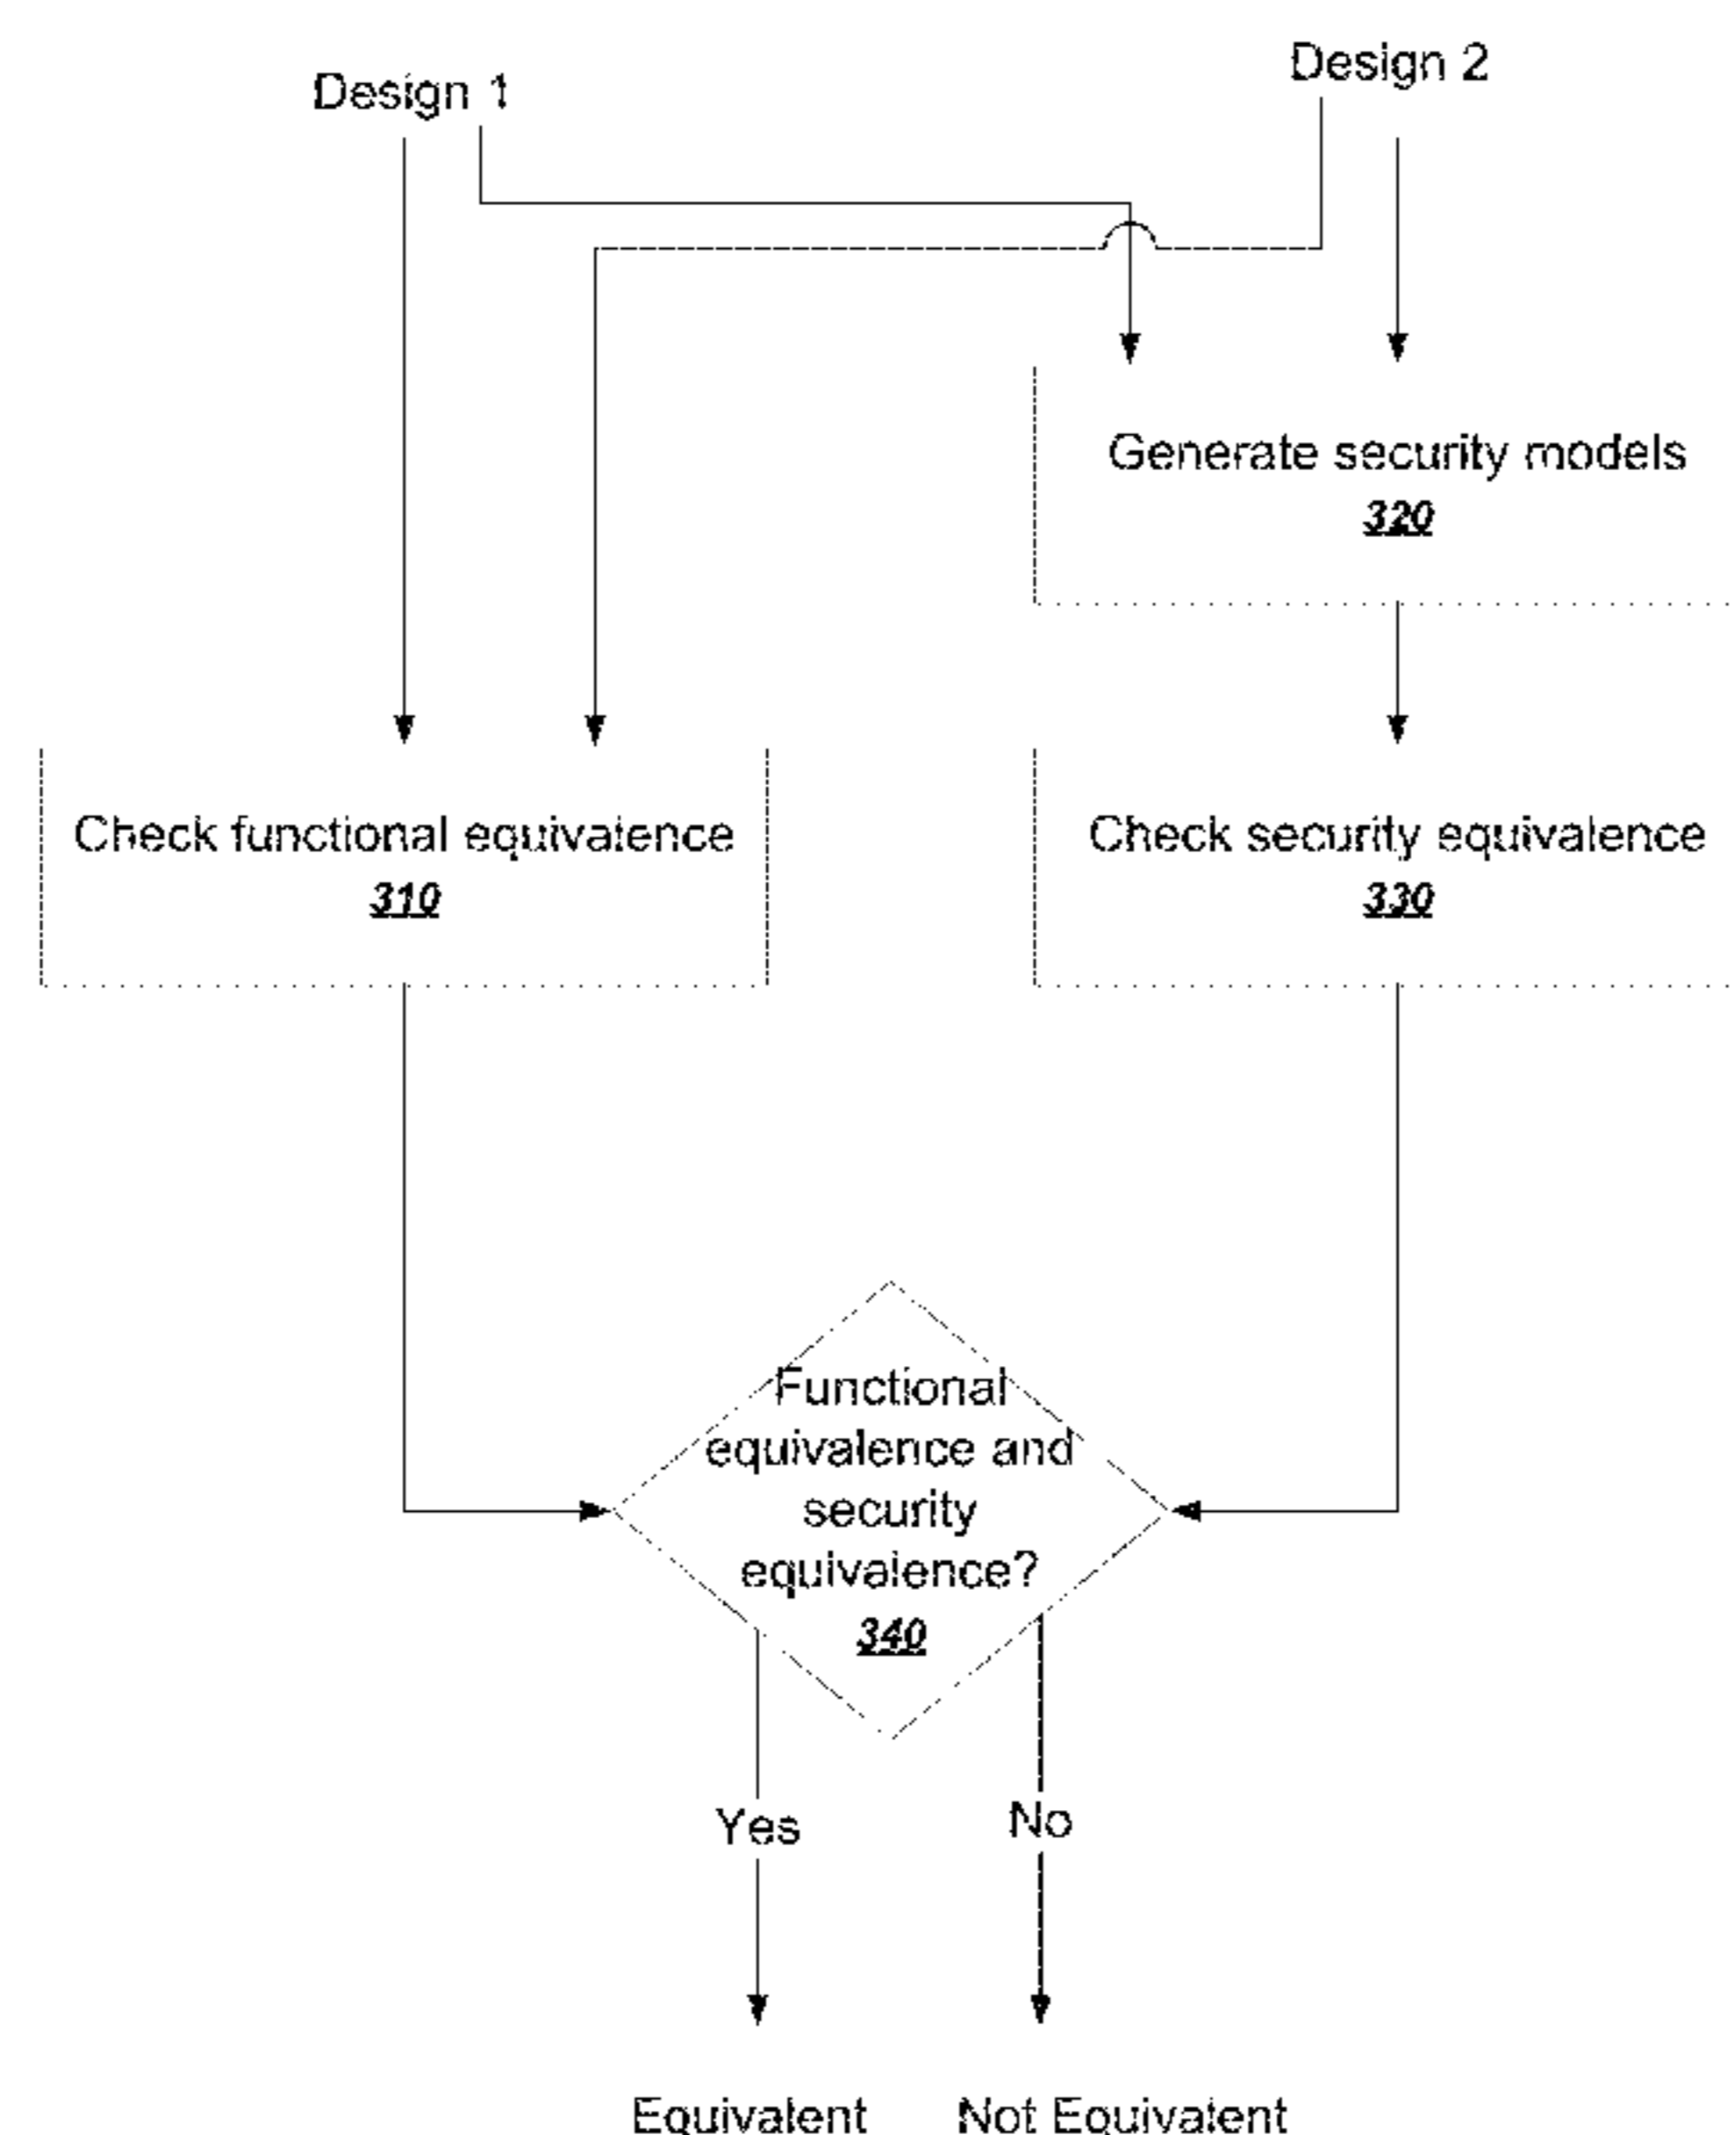 Design 1
Design 2
Generate security models
320
Check functional equivalence
310
Check security equivalence
330
Functional
equivalence and
security
equivalence?
340
Yes
No
Equivalent
Not Equivalent